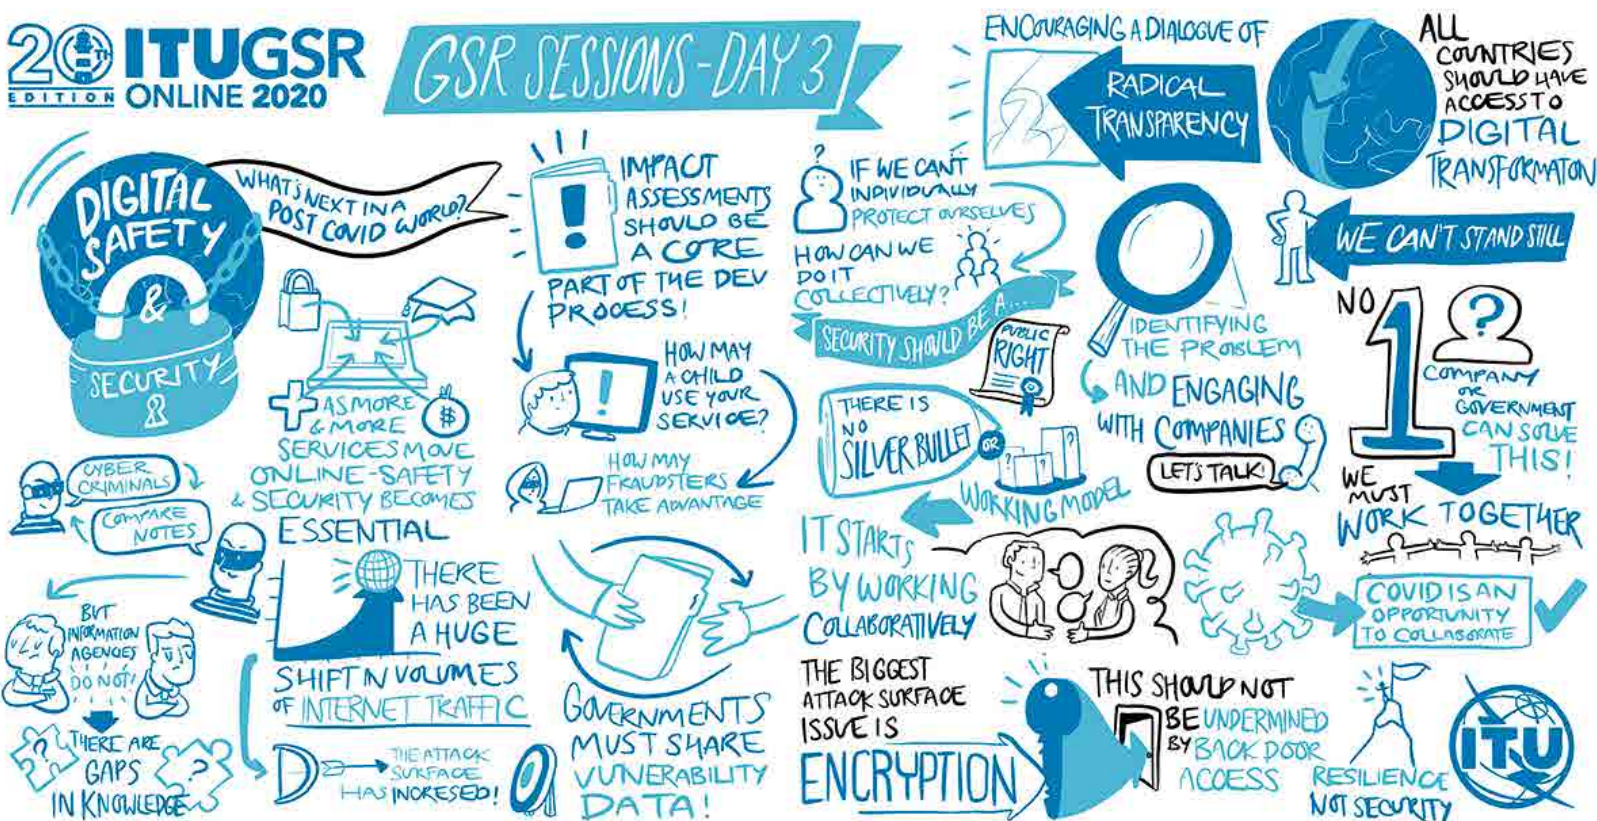 20TH
EDITION
ITUGSR
ONLINE 2020
GSR SESSIONS - DAY 3
DIGITAL
SAFETY
&
SECURITY
WHAT'S NEXT IN A
POST COVID WORLD?
+ AS MORE
& MORE
SERVICES MOVE
ONLINE - SAFETY
& SECURITY BECOMES
ESSENTIAL
$
CYBER
CRIMINALS
COMPARE
NOTES
BUT
INFORMATION
AGENCIES
DO NOT!
?
?
THERE ARE
GAPS
IN KNOWLEDGE
THERE
HAS BEEN
A HUGE
SHIFT N VOLUMES
OF INTERNET TRAFFIC
THE ATTACK
SURFACE
HAS INCRESED!
!
IMPACT
ASSESSMENTS
SHOULD BE
A CORE
PART OF THE DEV
PROCESS!
!
HOW MAY
A CHILD
USE YOUR
SERVICE?
HOW MAY
FRAUDSTERS
TAKE ADVANTAGE
GOVERNMENTS
MUST SHARE
VUNERABILITY
DATA!
?
IF WE CAN'T
INDIVIDUALLY
PROTECT OURSELVES
HOW CAN WE
DO IT
COLLECTIVELY?
SECURITY SHOULD BE A...
PUBLIC
RIGHT
THERE IS
NO
SILVER BULLET
OR
? ? ?
WORKING MODEL
IT STARTS
BY WORKING
COLLABORATIVELY
THE BIGGEST
ATTACK SURFACE
ISSUE IS
ENCRYPTION
THIS SHOULD NOT
BE UNDERMINED
BY BACK DOOR
ACCESS
ENCOURAGING A DIALOGUE OF
RADICAL
TRANSPARENCY
IDENTIFYING
THE PROBLEM
AND ENGAGING
WITH COMPANIES
LET'S TALK!
ALL
COUNTRIES
SHOULD HAVE
ACCESS TO
DIGITAL
TRANSFORMATON
WE CAN'T STAND STILL
NO
1
?
COMPANY
OR
GOVERNMENT
CAN SOLVE
THIS!
WE
MUST
WORK TOGETHER
COVID IS AN
OPPORTUNITY
TO COLLABORATE
RESILIENCE
NOT SECURITY
ITU